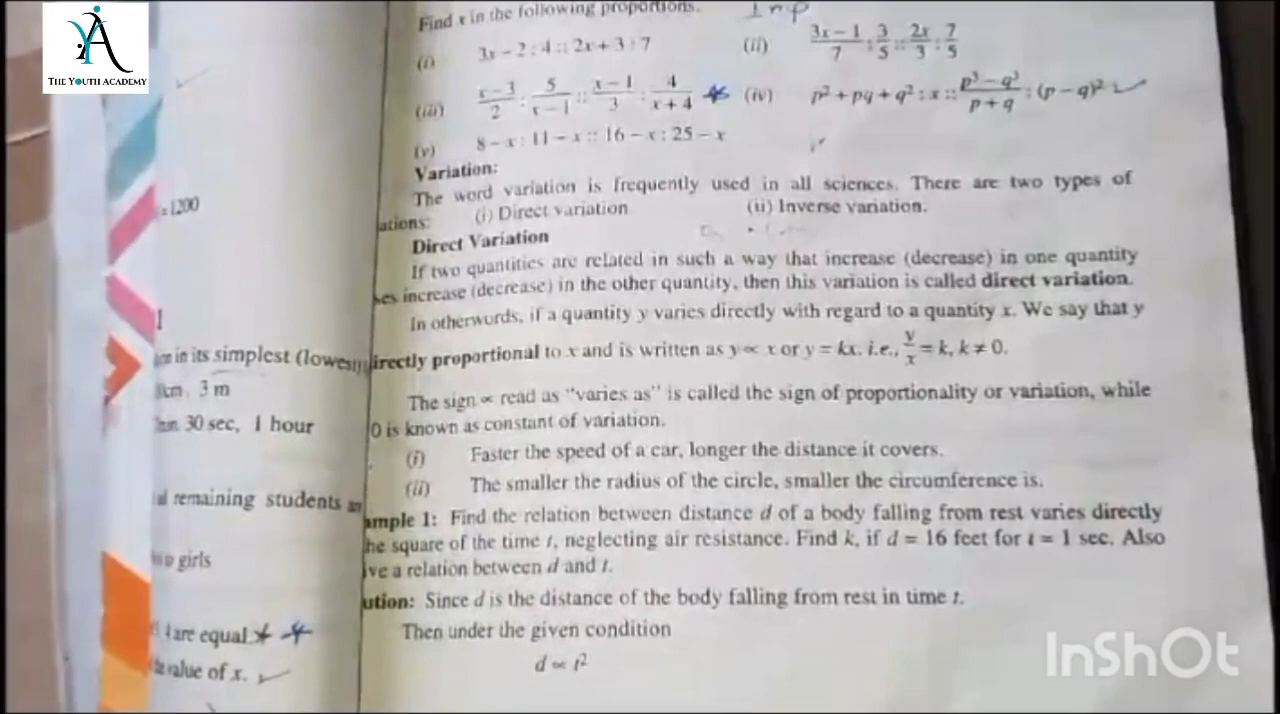 THE YOUTH ACADEMY
= 1200
in its simplest (lowest)
km, 3 m
30 sec, 1 hour
remaining students
girls
are equal
value of x.
Find x in the following proportions. Imp
(i) 3x – 2 : 4 :: 2x + 3 : 7 (ii) (3x – 1)/7 : 3/5 :: 2x/3 : 7/5
(iii) (x – 3)/2 : 5/(x – 1) :: (x – 1)/3 : 4/(x + 4) (iv) p² + pq + q² : x :: (p³ – q³)/(p + q) : (p – q)²
(v) 8 – x : 11 – x :: 16 – x : 25 – x
Variation:
The word variation is frequently used in all sciences. There are two types of
ations: (i) Direct variation (ii) Inverse variation.
Direct Variation
If two quantities are related in such a way that increase (decrease) in one quantity
ses increase (decrease) in the other quantity, then this variation is called direct variation.
In otherwords, if a quantity y varies directly with regard to a quantity x. We say that y
directly proportional to x and is written as y ∝ x or y = kx. i.e., y/x = k, k ≠ 0.
The sign ∝ read as "varies as" is called the sign of proportionality or variation, while
0 is known as constant of variation.
(i) Faster the speed of a car, longer the distance it covers.
(ii) The smaller the radius of the circle, smaller the circumference is.
ample 1: Find the relation between distance d of a body falling from rest varies directly
he square of the time t, neglecting air resistance. Find k, if d = 16 feet for t = 1 sec. Also
ve a relation between d and t.
ution: Since d is the distance of the body falling from rest in time t.
Then under the given condition
d ∝ t²
InShOt